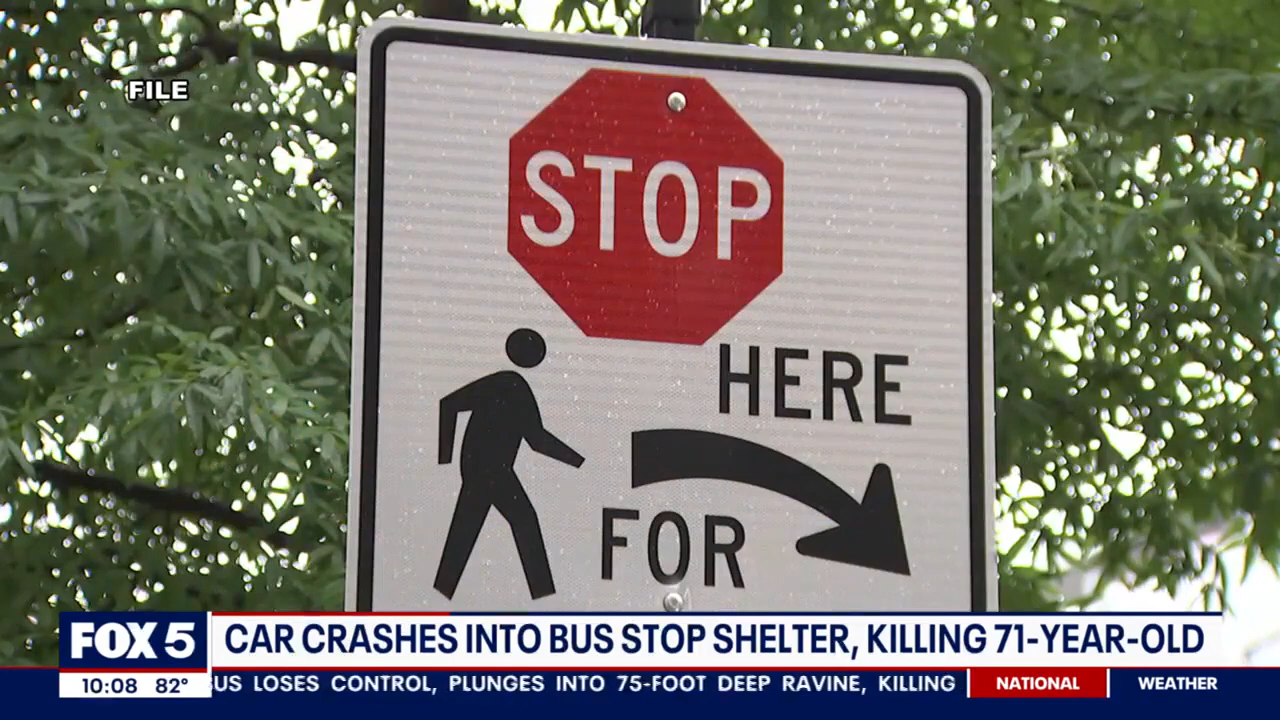 FILE
STOP
HERE
FOR
FOX 5
CAR CRASHES INTO BUS STOP SHELTER, KILLING 71-YEAR-OLD
10:08 82°
US LOSES CONTROL, PLUNGES INTO 75-FOOT DEEP RAVINE, KILLING
NATIONAL
WEATHER